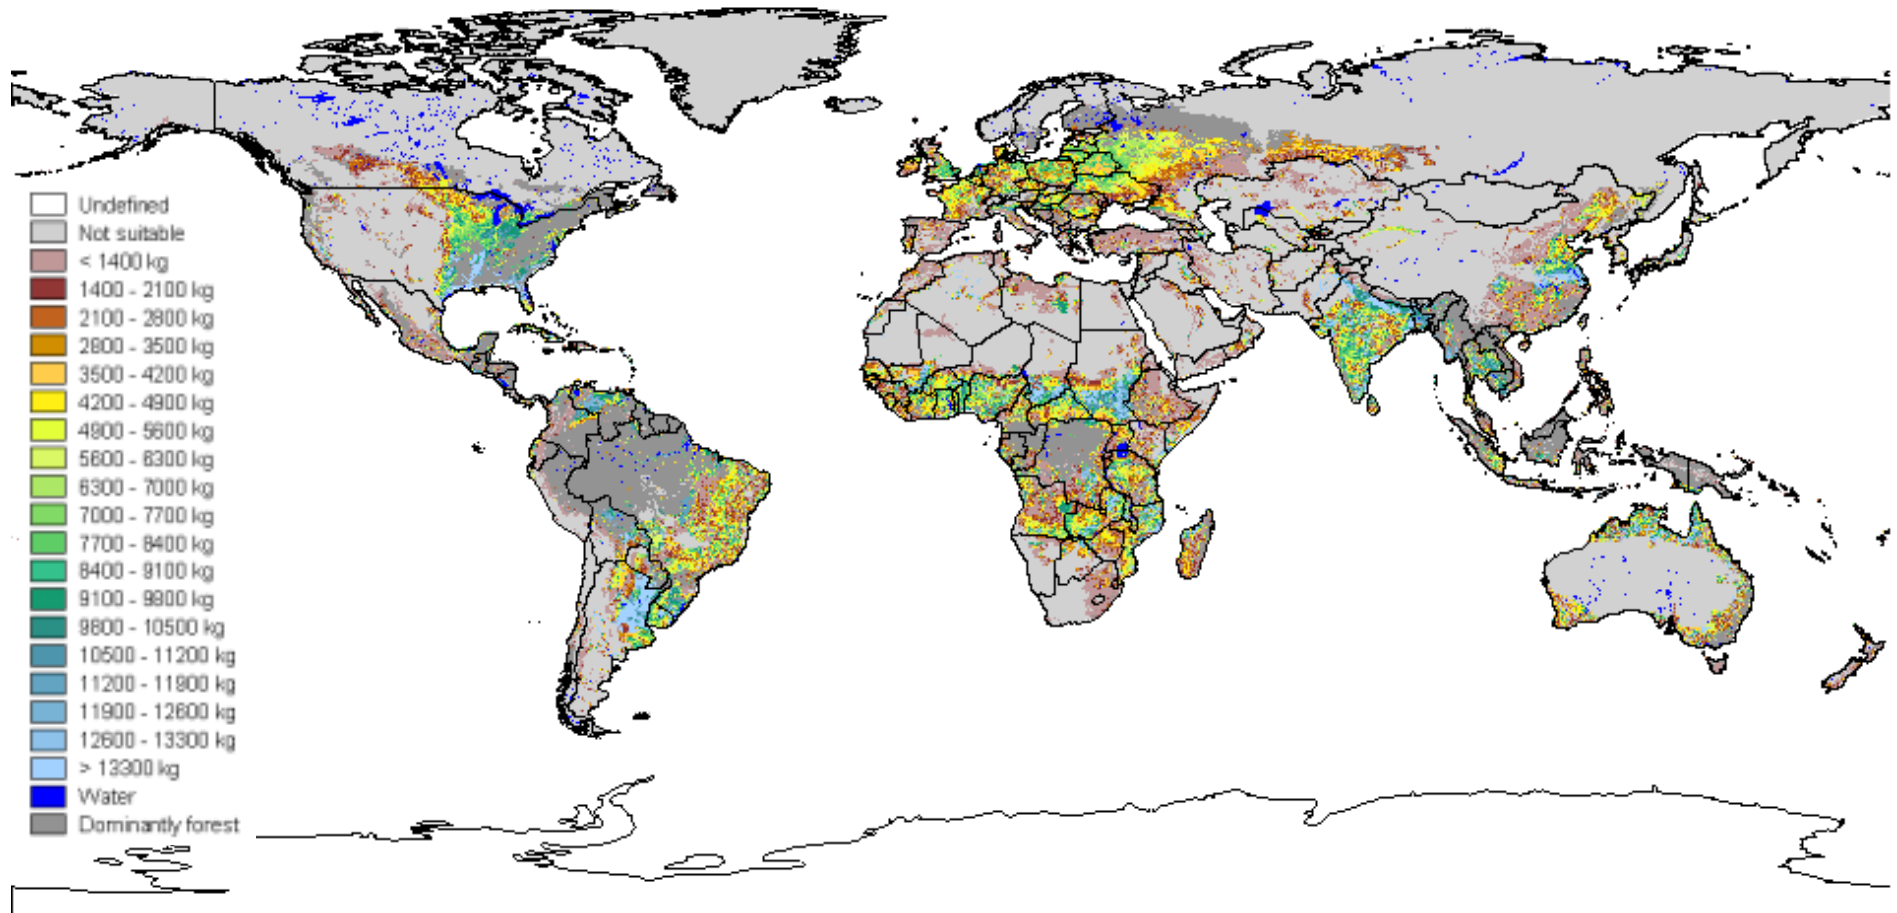 Undefined
Not suitable
< 1400 kg
1400 - 2100 kg
2100 - 2800 kg
2800 - 3500 kg
3500 - 4200 kg
4200 - 4900 kg
4900 - 5600 kg
5600 - 6300 kg
6300 - 7000 kg
7000 - 7700 kg
7700 - 8400 kg
8400 - 9100 kg
9100 - 9800 kg
9800 - 10500 kg
10500 - 11200 kg
11200 - 11900 kg
11900 - 12600 kg
12600 - 13300 kg
> 13300 kg
Water
Dominantly forest